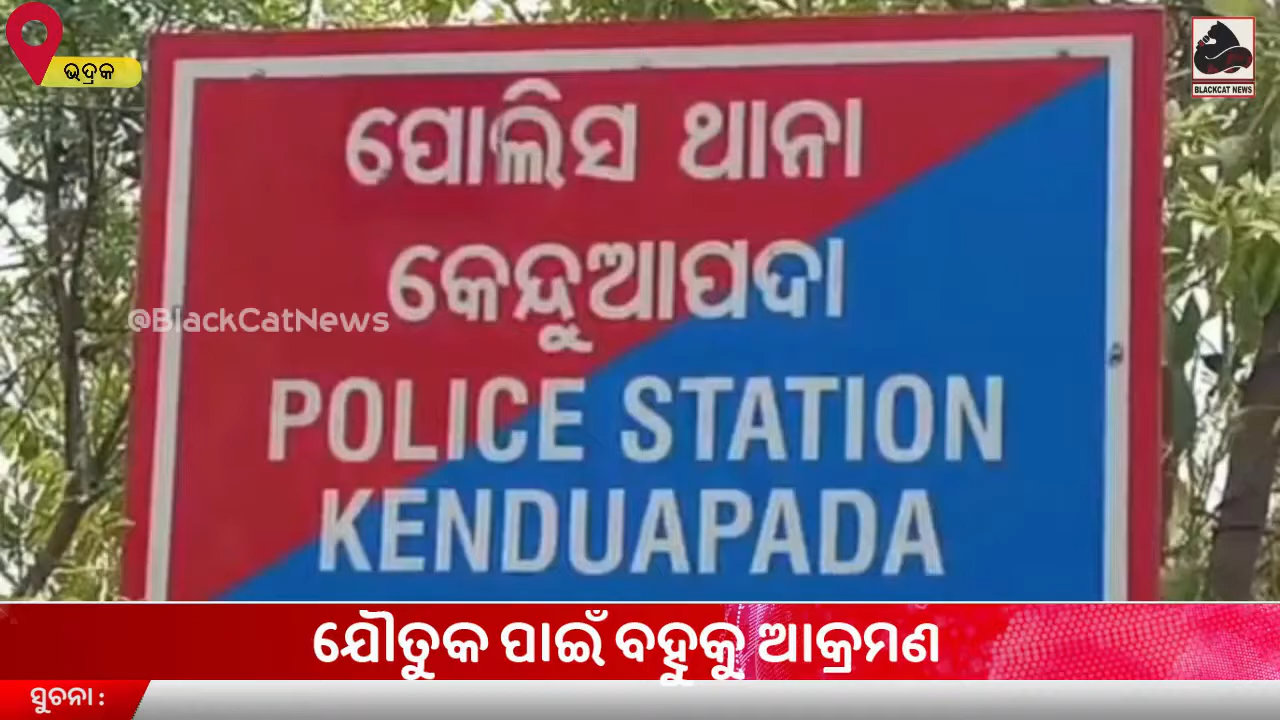 ଭଦ୍ରକ
BLACKCAT NEWS
ପୋଲିସ ଥାନା
କେନ୍ଦୁଆପଦା
@BlackCatNews
POLICE STATION
KENDUAPADA
ଯୌତୁକ ପାଇଁ ବହୁକୁ ଆକ୍ରମଣ
ସୁଚନା :